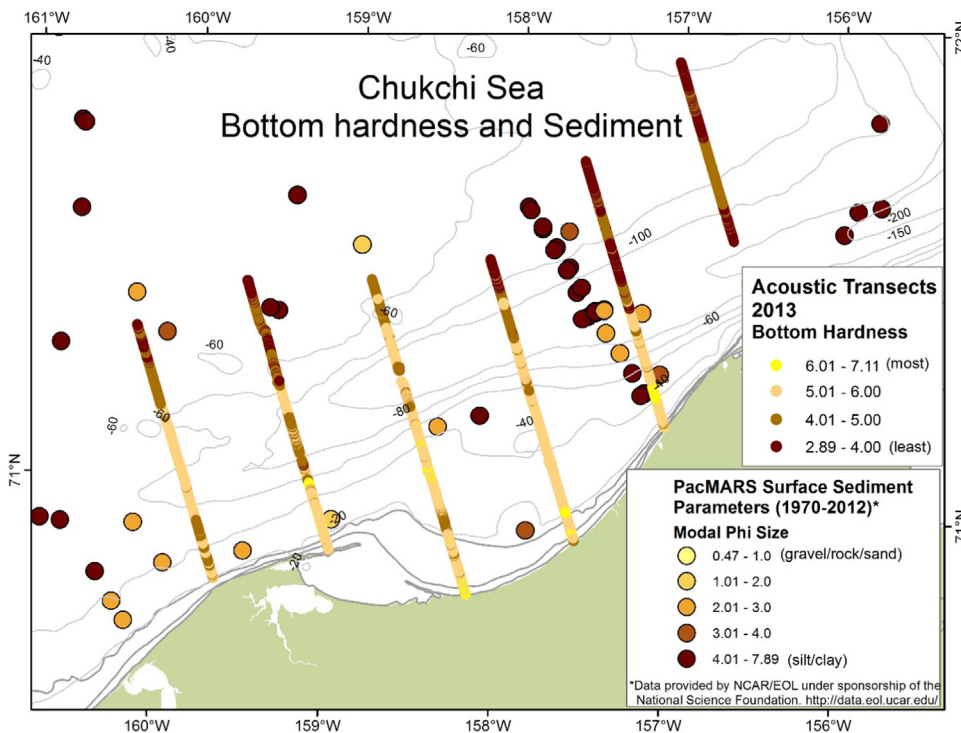 161°W 160°W 159°W 158°W 157°W 156°W
-40
-60
72°N
-40
Chukchi Sea
Bottom hardness and Sediment
-200
-150
-100
-60
-60
-60
-60
-60
-80
-40
-40
-20
-20
71°N
71°N
Acoustic Transects
2013
Bottom Hardness
6.01 - 7.11 (most)
5.01 - 6.00
4.01 - 5.00
2.89 - 4.00 (least)
PacMARS Surface Sediment
Parameters (1970-2012)*
Modal Phi Size
0.47 - 1.0 (gravel/rock/sand)
1.01 - 2.0
2.01 - 3.0
3.01 - 4.0
4.01 - 7.89 (silt/clay)
*Data provided by NCAR/EOL under sponsorship of the
National Science Foundation. http://data.eol.ucar.edu/
160°W 159°W 158°W 157°W 156°W